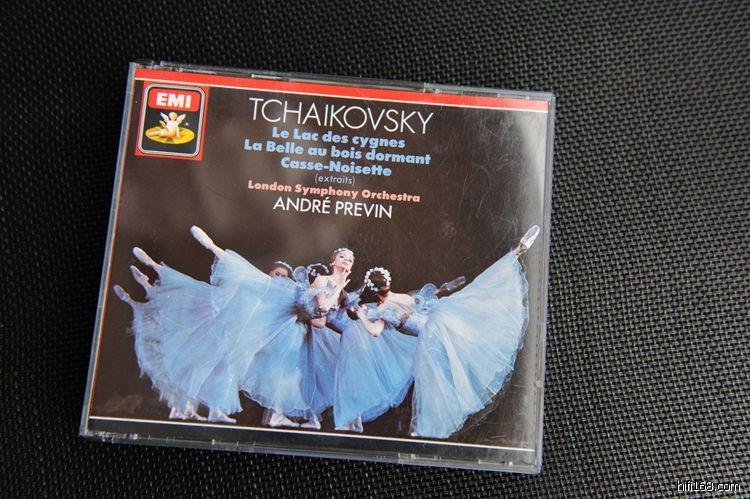 EMI
TCHAIKOVSKY
Le Lac des cygnes
La Belle au bois dormant
Casse-Noisette
(extraits)
London Symphony Orchestra
ANDRÉ PREVIN
hifi168.com